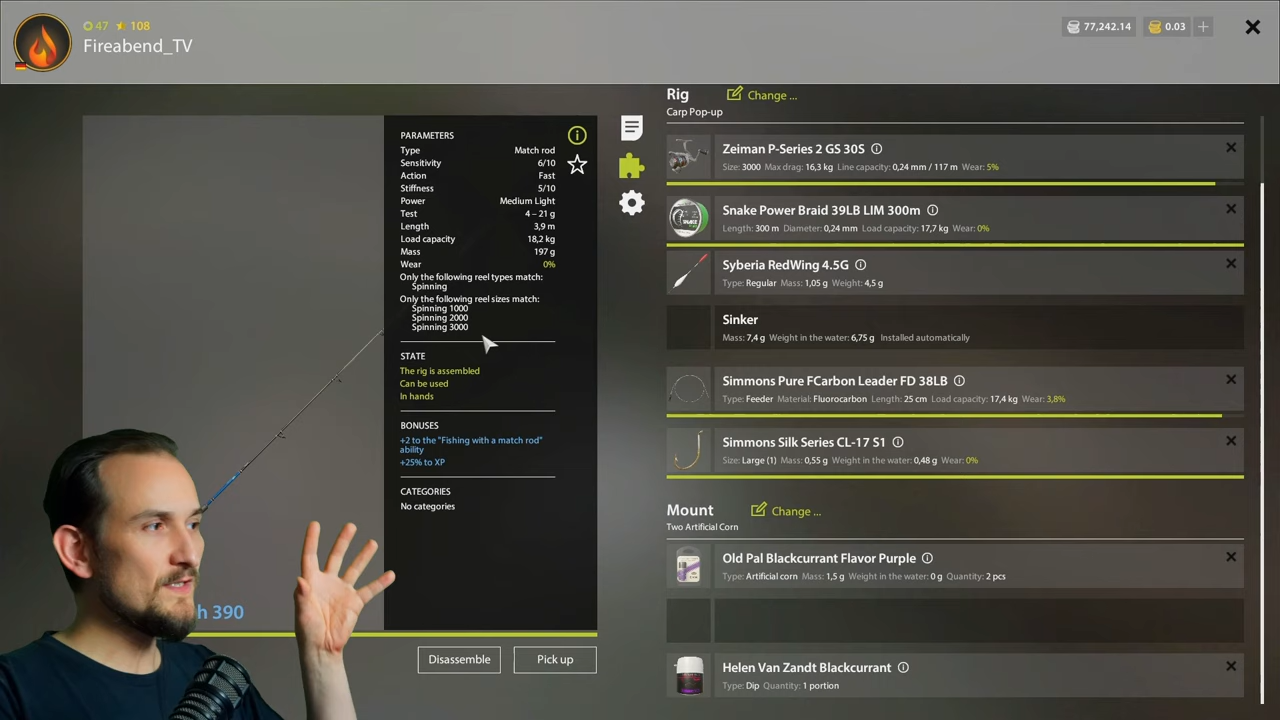 47 108
Fireabend_TV
77,242.14
0.03
PARAMETERS
Type Match rod
Sensitivity 6/10
Action Fast
Stiffness 5/10
Power Medium Light
Test 4 – 21 g
Length 3,9 m
Load capacity 18,2 kg
Mass 197 g
Wear 0%
Only the following reel types match:
Spinning
Only the following reel sizes match:
Spinning 1000
Spinning 2000
Spinning 3000
STATE
The rig is assembled
Can be used
In hands
BONUSES
+2 to the "Fishing with a match rod"
ability
+25% to XP
CATEGORIES
No categories
h 390
Disassemble
Pick up
Rig Change ...
Carp Pop-up
Zeiman P-Series 2 GS 30S
Size: 3000 Max drag: 16,3 kg Line capacity: 0,24 mm / 117 m Wear: 5%
Snake Power Braid 39LB LIM 300m
Length: 300 m Diameter: 0,24 mm Load capacity: 17,7 kg Wear: 0%
Syberia RedWing 4.5G
Type: Regular Mass: 1,05 g Weight: 4,5 g
Sinker
Mass: 7,4 g Weight in the water: 6,75 g Installed automatically
Simmons Pure FCarbon Leader FD 38LB
Type: Feeder Material: Fluorocarbon Length: 25 cm Load capacity: 17,4 kg Wear: 3,8%
Simmons Silk Series CL-17 S1
Size: Large (1) Mass: 0,55 g Weight in the water: 0,48 g Wear: 0%
Mount Change ...
Two Artificial Corn
Old Pal Blackcurrant Flavor Purple
Type: Artificial corn Mass: 1,5 g Weight in the water: 0 g Quantity: 2 pcs
Helen Van Zandt Blackcurrant
Type: Dip Quantity: 1 portion